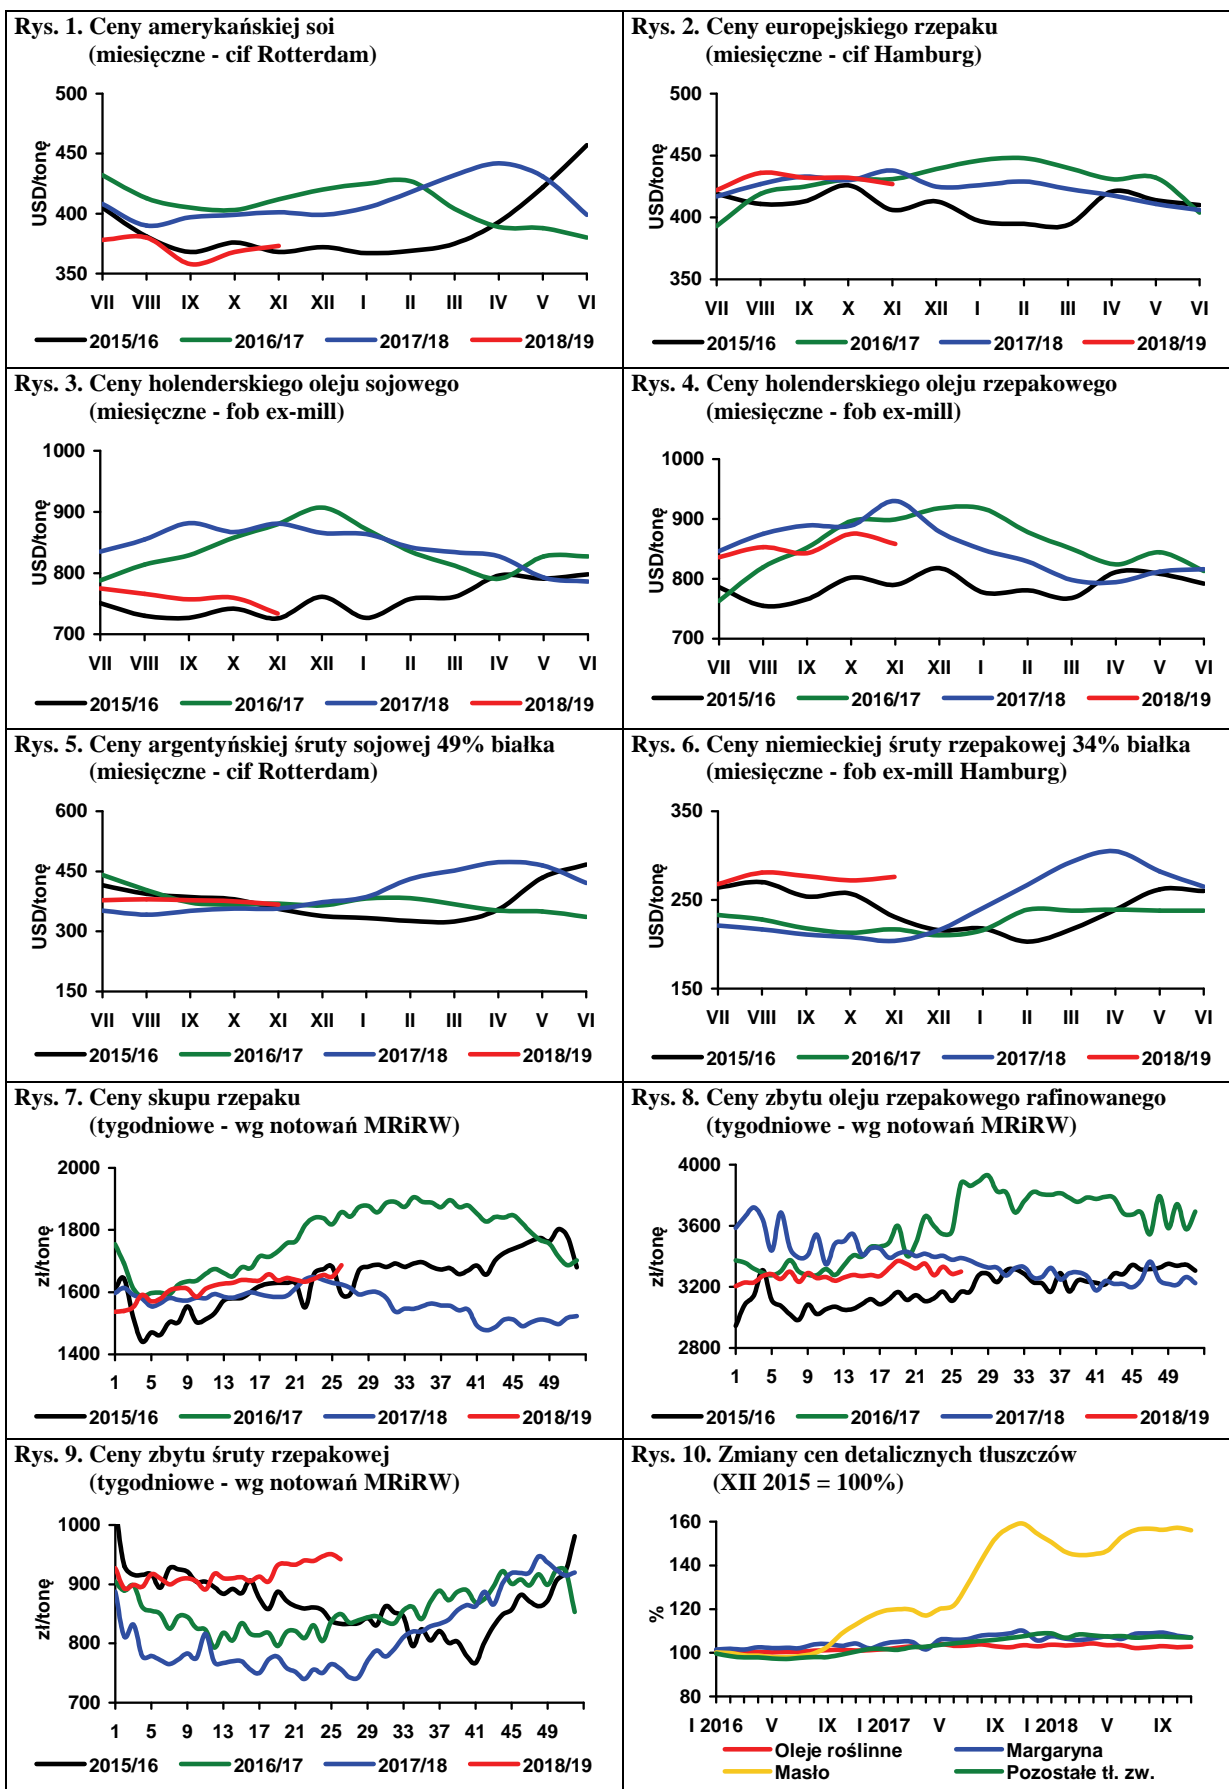 Rys. 1. Ceny amerykańskiej soi
(miesięczne - cif Rotterdam)
500
450
400
350
USD/tonę
VII VIII IX X XI XII I II III IV V VI
2015/16 2016/17 2017/18 2018/19
Rys. 2. Ceny europejskiego rzepaku
(miesięczne - cif Hamburg)
500
450
400
350
USD/tonę
VII VIII IX X XI XII I II III IV V VI
2015/16 2016/17 2017/18 2018/19
Rys. 3. Ceny holenderskiego oleju sojowego
(miesięczne - fob ex-mill)
1000
900
800
700
USD/tonę
VII VIII IX X XI XII I II III IV V VI
2015/16 2016/17 2017/18 2018/19
Rys. 4. Ceny holenderskiego oleju rzepakowego
(miesięczne - fob ex-mill)
1000
900
800
700
USD/tonę
VII VIII IX X XI XII I II III IV V VI
2015/16 2016/17 2017/18 2018/19
Rys. 5. Ceny argentyńskiej śruty sojowej 49% białka
(miesięczne - cif Rotterdam)
600
450
300
150
USD/tonę
VII VIII IX X XI XII I II III IV V VI
2015/16 2016/17 2017/18 2018/19
Rys. 6. Ceny niemieckiej śruty rzepakowej 34% białka
(miesięczne - fob ex-mill Hamburg)
350
250
150
USD/tonę
VII VIII IX X XI XII I II III IV V VI
2015/16 2016/17 2017/18 2018/19
Rys. 7. Ceny skupu rzepaku
(tygodniowe - wg notowań MRiRW)
2000
1800
1600
1400
zł/tonę
1 5 9 13 17 21 25 29 33 37 41 45 49
2015/16 2016/17 2017/18 2018/19
Rys. 8. Ceny zbytu oleju rzepakowego rafinowanego
(tygodniowe - wg notowań MRiRW)
4000
3600
3200
2800
zł/tonę
1 5 9 13 17 21 25 29 33 37 41 45 49
2015/16 2016/17 2017/18 2018/19
Rys. 9. Ceny zbytu śruty rzepakowej
(tygodniowe - wg notowań MRiRW)
1000
900
800
700
zł/tonę
1 5 9 13 17 21 25 29 33 37 41 45 49
2015/16 2016/17 2017/18 2018/19
Rys. 10. Zmiany cen detalicznych tłuszczów
(XII 2015 = 100%)
160
140
120
100
80
%
I 2016 V IX I 2017 V IX I 2018 V IX
Oleje roślinne Margaryna
Masło Pozostałe tł. zw.